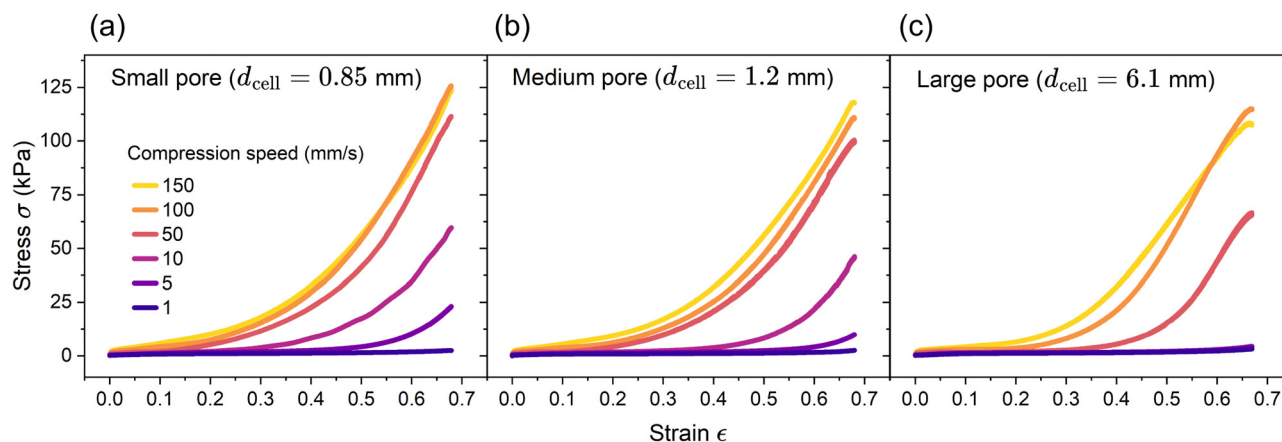 (a)
(b)
(c)
Small pore (d_cell = 0.85 mm)
Medium pore (d_cell = 1.2 mm)
Large pore (d_cell = 6.1 mm)
Compression speed (mm/s)
150
100
50
10
5
1
Stress σ (kPa)
125
100
75
50
25
0
0.0 0.1 0.2 0.3 0.4 0.5 0.6 0.7
0.0 0.1 0.2 0.3 0.4 0.5 0.6 0.7
0.0 0.1 0.2 0.3 0.4 0.5 0.6 0.7
Strain ϵ